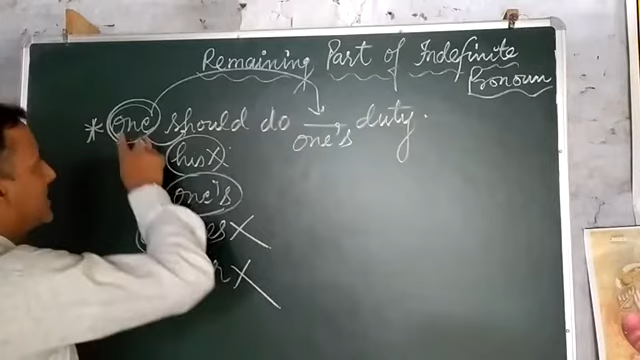 Remaining Part of Indefinite
Pronoun
* one should do — duty.
one's
his X
one's
X
X